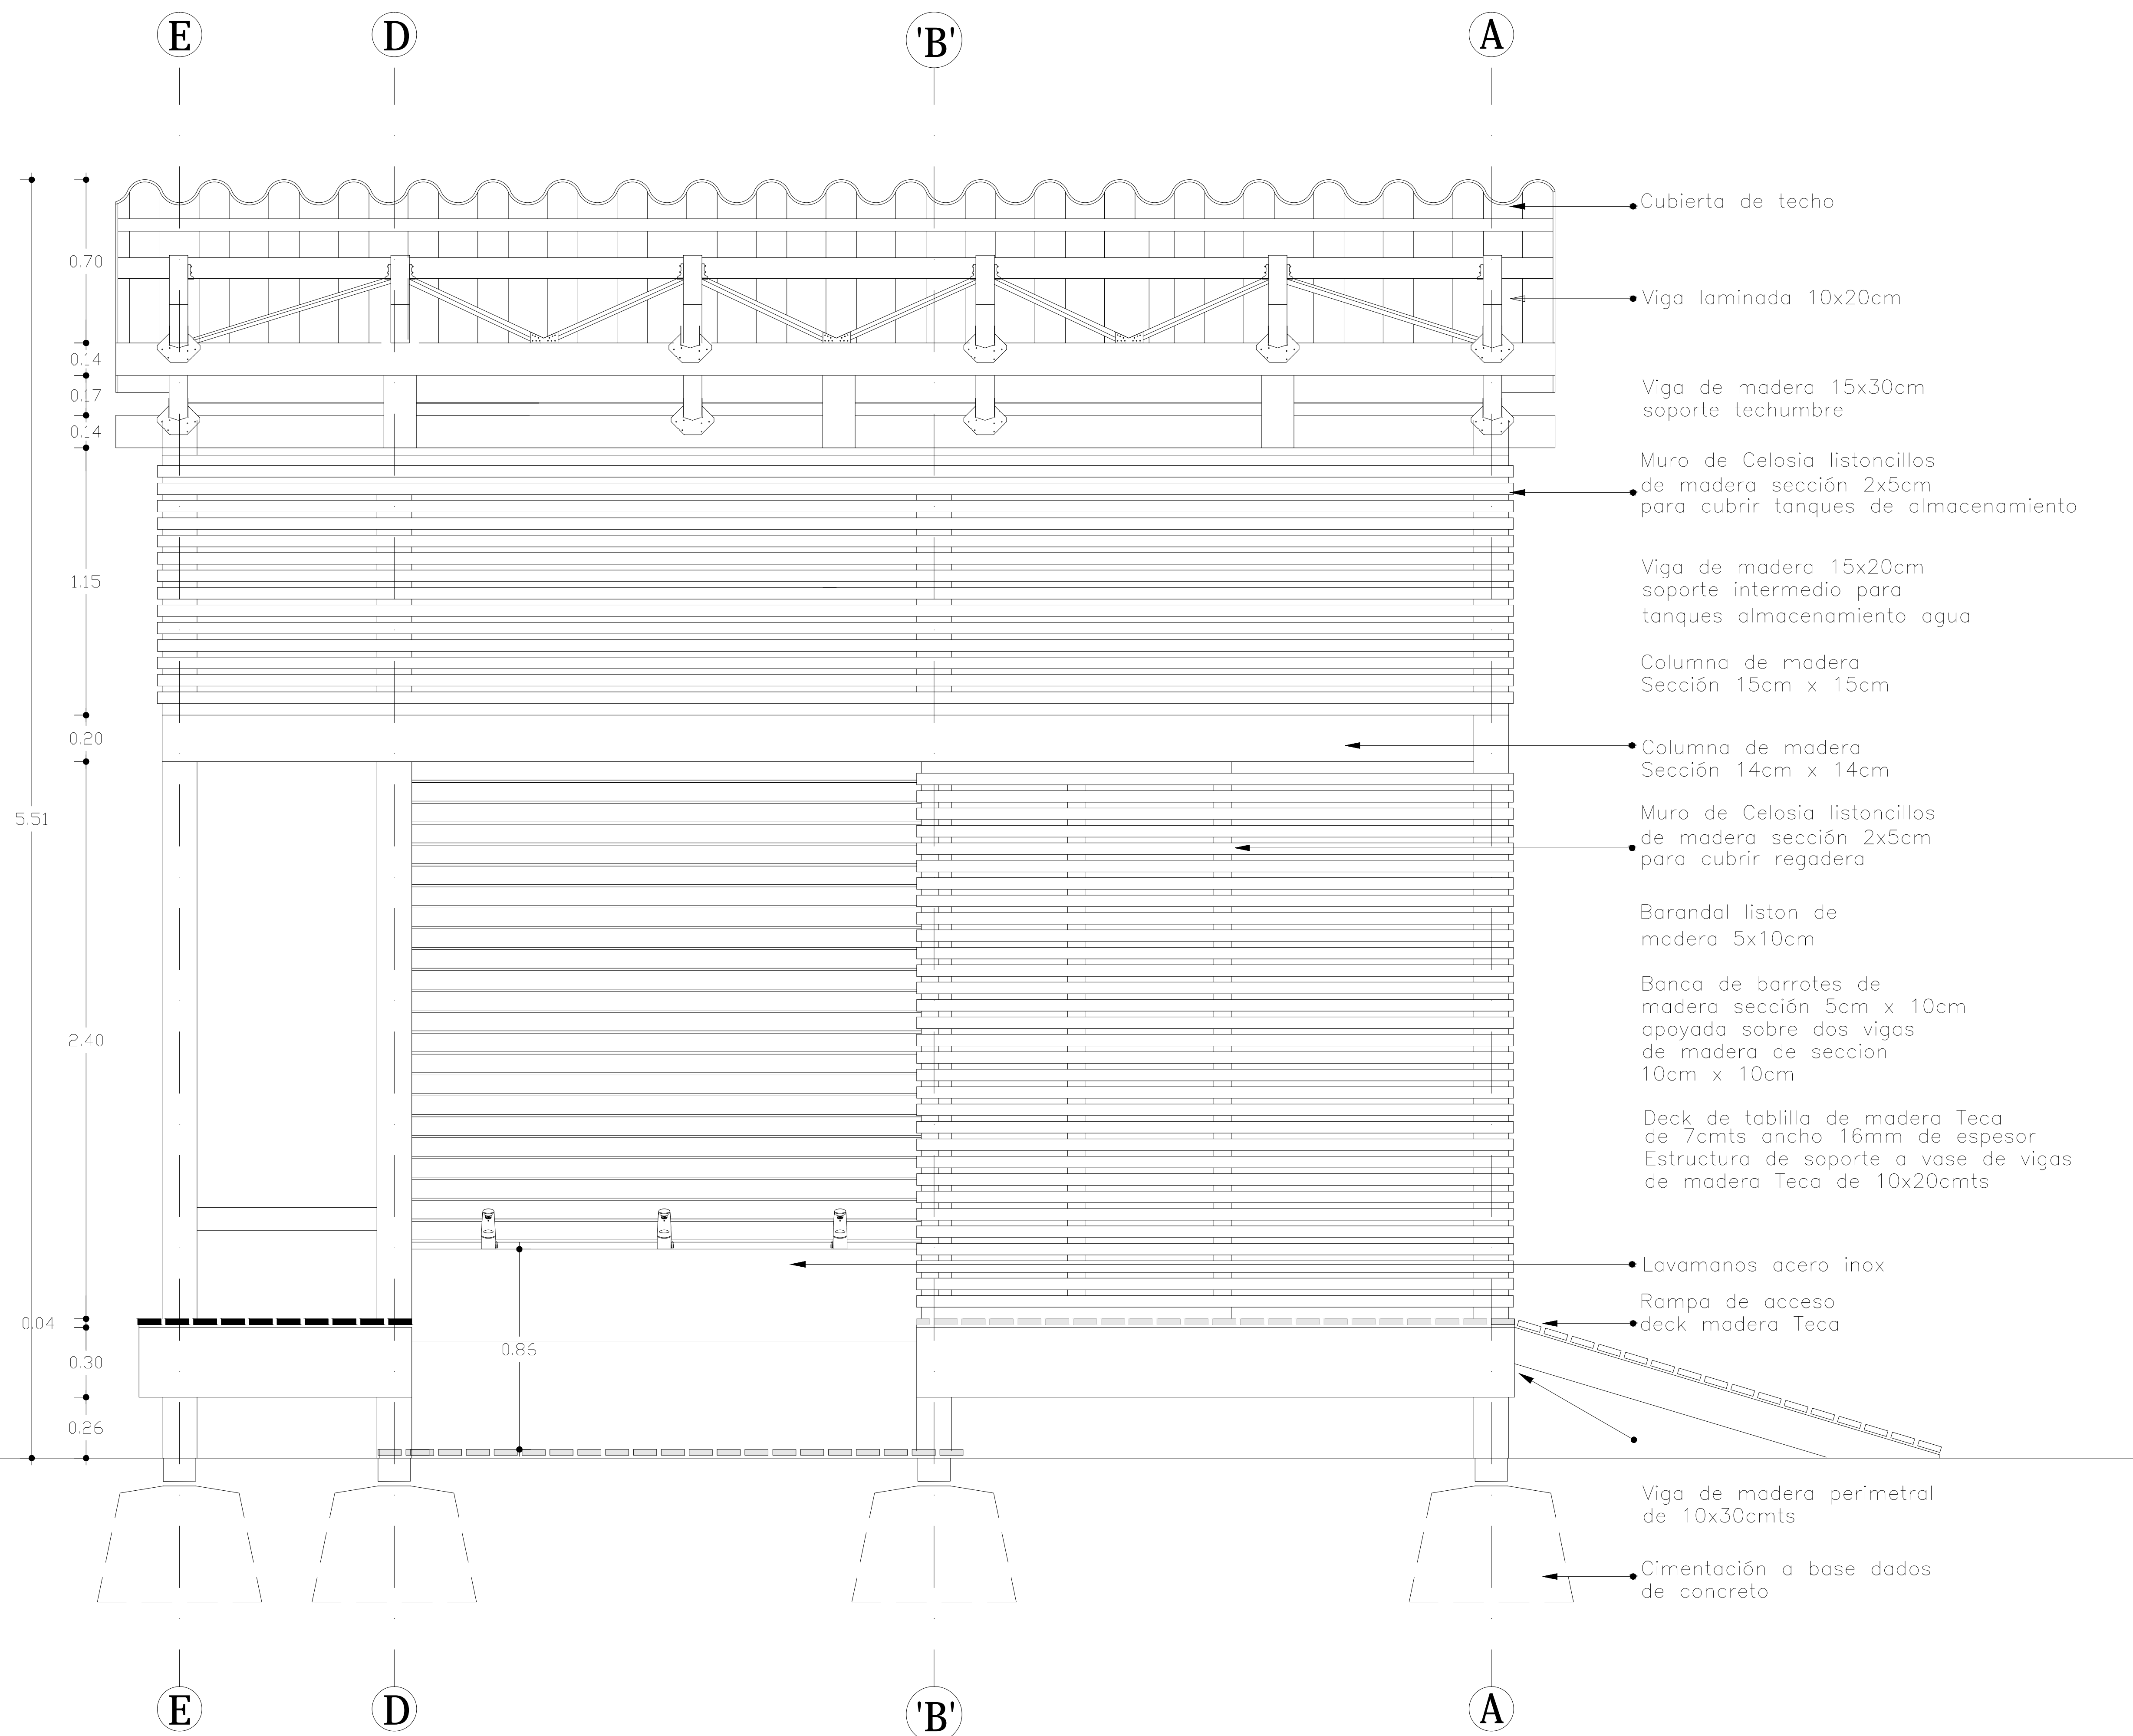 E D 'B' A
Cubierta de techo
0.70
Viga laminada 10x20cm
0.14
0.17
Viga de madera 15x30cm
soporte techumbre
0.14
Muro de Celosia listoncillos
de madera sección 2x5cm
para cubrir tanques de almacenamiento
1.15
Viga de madera 15x20cm
soporte intermedio para
tanques almacenamiento agua
Columna de madera
Sección 15cm x 15cm
0.20
Columna de madera
Sección 14cm x 14cm
5.51
Muro de Celosia listoncillos
de madera sección 2x5cm
para cubrir regadera
Barandal liston de
madera 5x10cm
2.40
Banca de barrotes de
madera sección 5cm x 10cm
apoyada sobre dos vigas
de madera de seccion
10cm x 10cm
Deck de tablilla de madera Teca
de 7cmts ancho 16mm de espesor
Estructura de soporte a vase de vigas
de madera Teca de 10x20cmts
Lavamanos acero inox
Rampa de acceso
deck madera Teca
0.04
0.86
0.30
0.26
Viga de madera perimetral
de 10x30cmts
Cimentación a base dados
de concreto
E D 'B' A